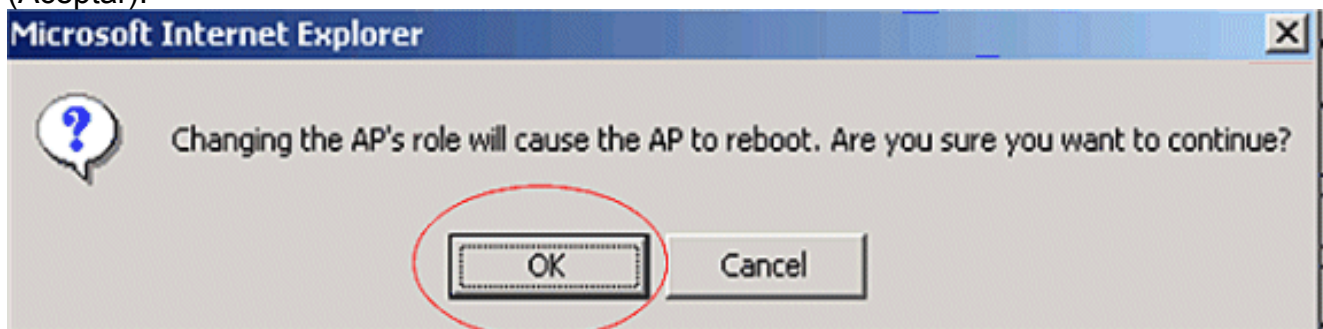 (Aceptar).
Microsoft Internet Explorer
Changing the AP's role will cause the AP to reboot. Are you sure you want to continue?
OK Cancel